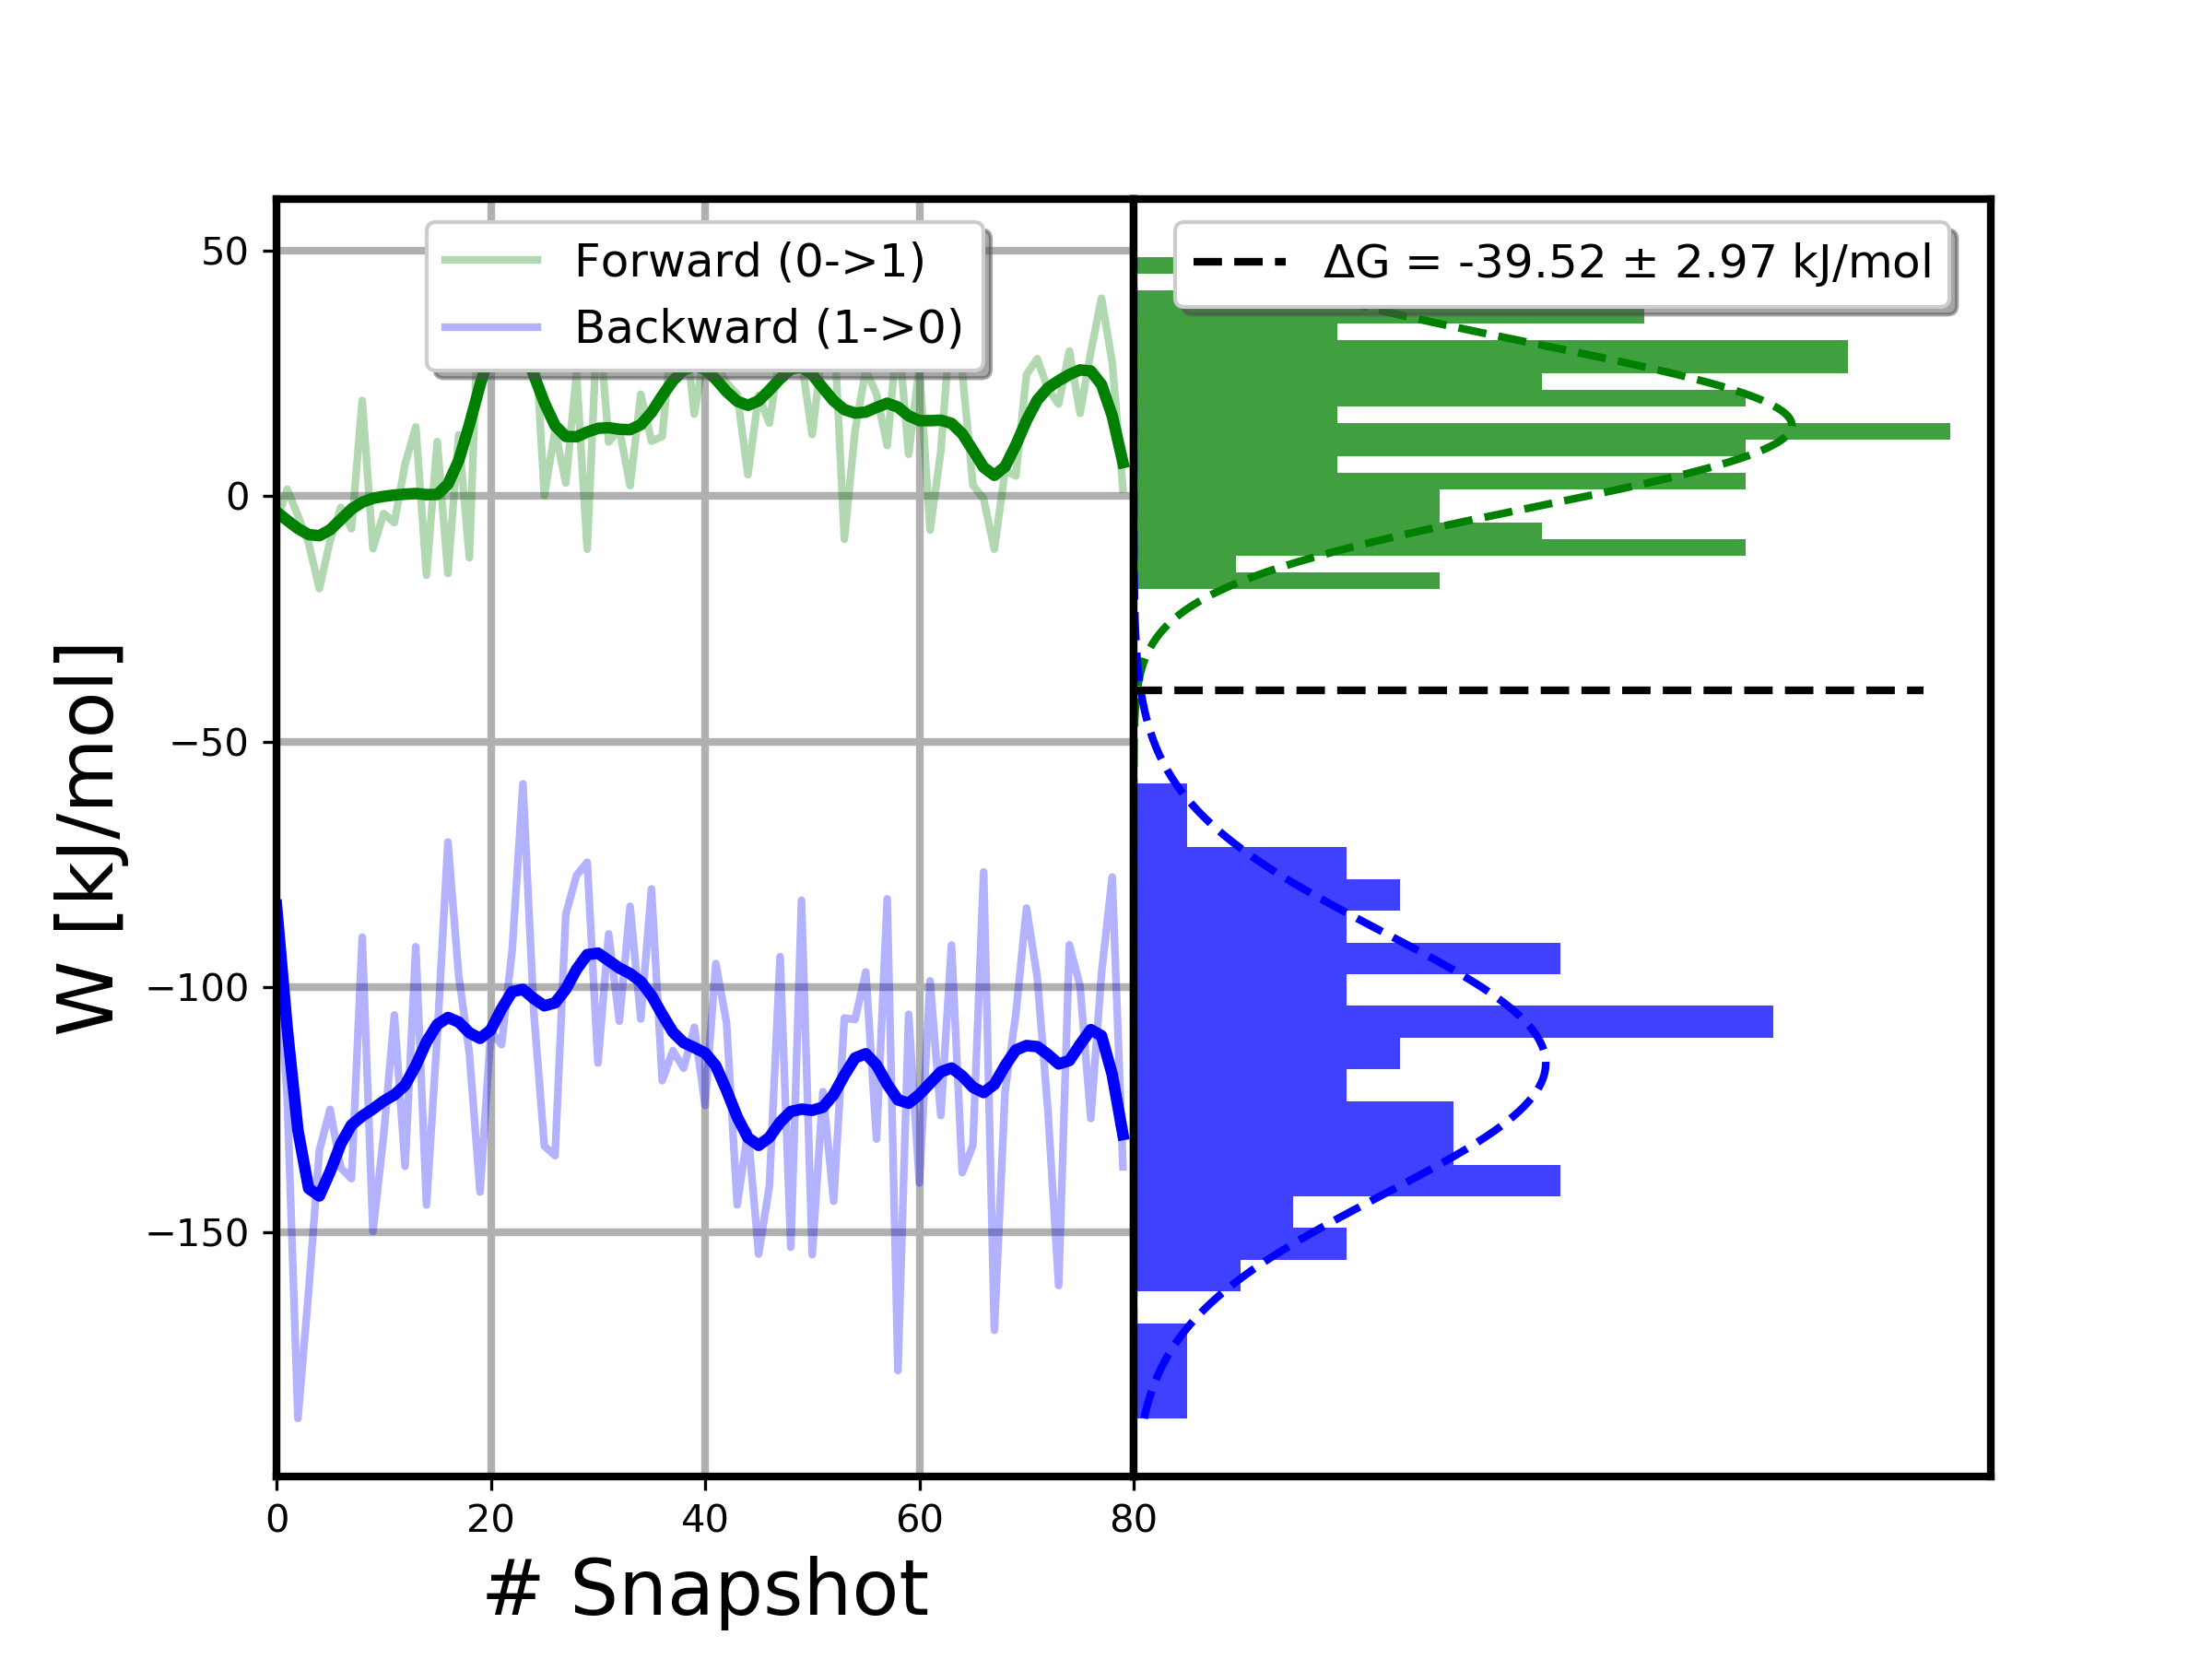 Forward (0->1)
Backward (1->0)
ΔG = -39.52 ± 2.97 kJ/mol
W [kJ/mol]
50
0
−50
−100
−150
0 20 40 60 80
# Snapshot